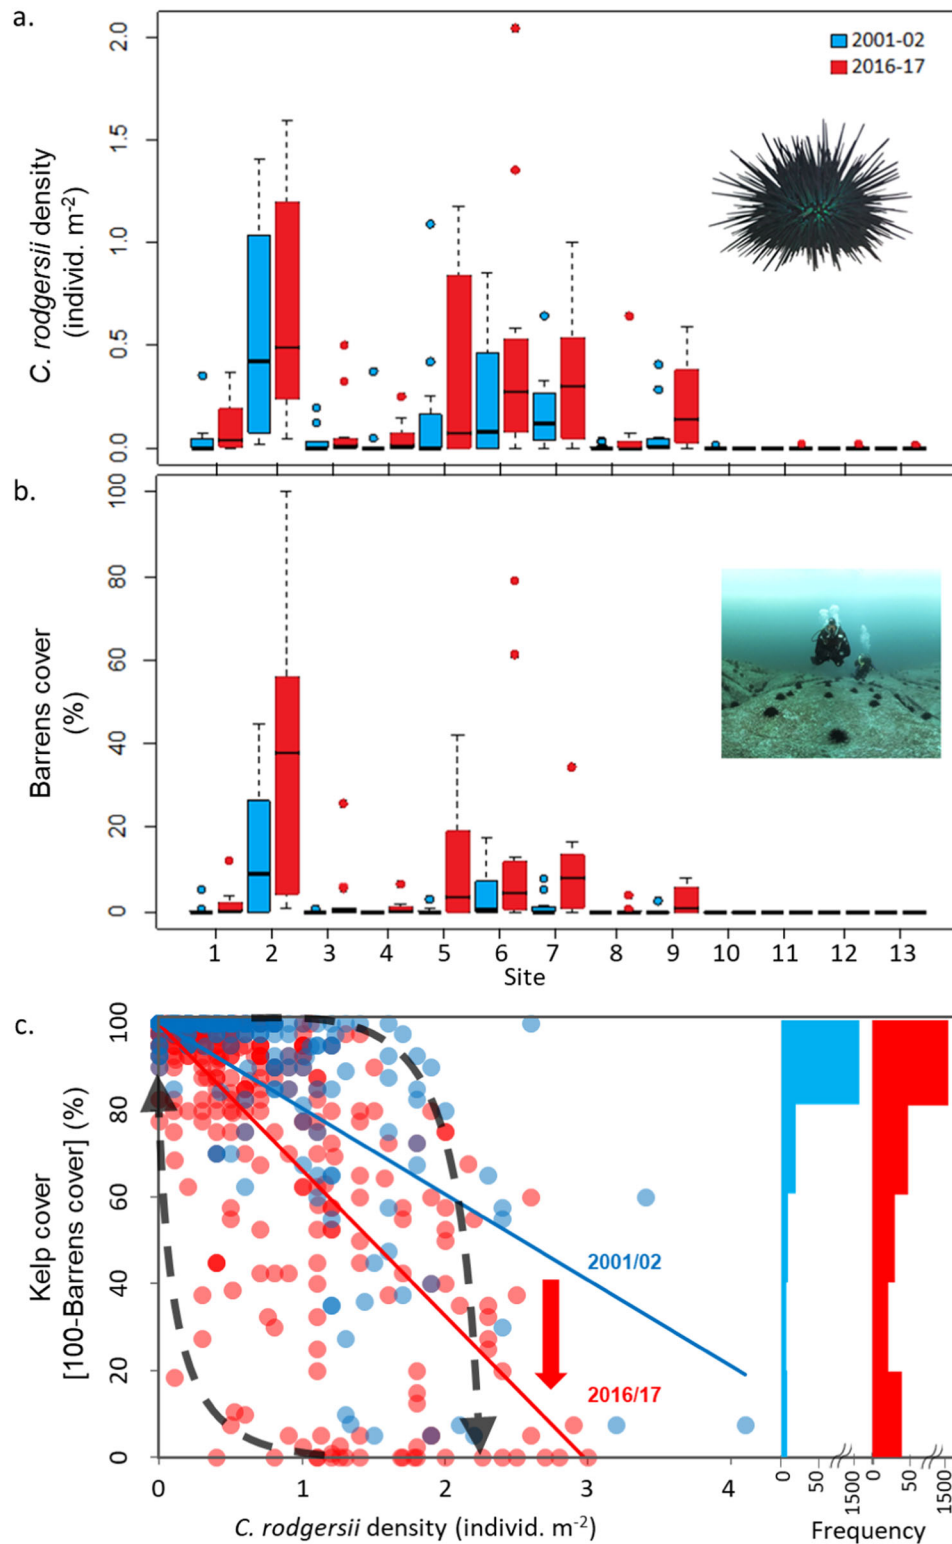 a.
2001-02
2016-17
C. rodgersii density
(individ. m-2)
2.0
1.5
1.0
0.5
0.0
b.
Barrens cover
(%)
100
80
60
40
20
0
1 2 3 4 5 6 7 8 9 10 11 12 13
Site
c.
Kelp cover
[100-Barrens cover] (%)
100
80
60
40
20
0
2001/02
2016/17
0 1 2 3 4
C. rodgersii density (individ. m-2)
0 50 1500 0 50 1500
Frequency